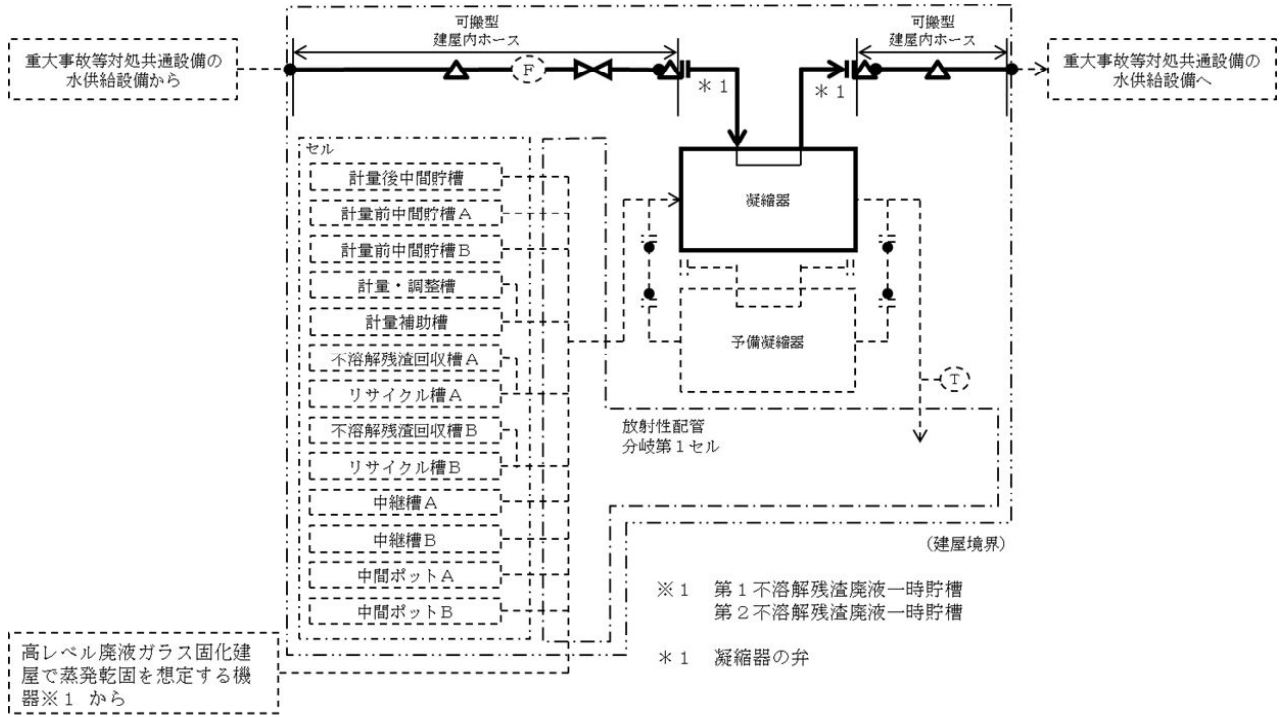 可搬型
建屋内ホース
可搬型
建屋内ホース
重大事故等対処共通設備の
水供給設備から
F
＊１
＊１
重大事故等対処共通設備の
水供給設備へ
セル
計量後中間貯槽
計量前中間貯槽Ａ
計量前中間貯槽Ｂ
計量・調整槽
計量補助槽
不溶解残渣回収槽Ａ
リサイクル槽Ａ
不溶解残渣回収槽Ｂ
リサイクル槽Ｂ
中継槽Ａ
中継槽Ｂ
中間ポットＡ
中間ポットＢ
凝縮器
予備凝縮器
T
放射性配管
分岐第１セル
（建屋境界）
※１　第１不溶解残渣廃液一時貯槽
第２不溶解残渣廃液一時貯槽
＊１　凝縮器の弁
高レベル廃液ガラス固化建
屋で蒸発乾固を想定する機
器※１ から